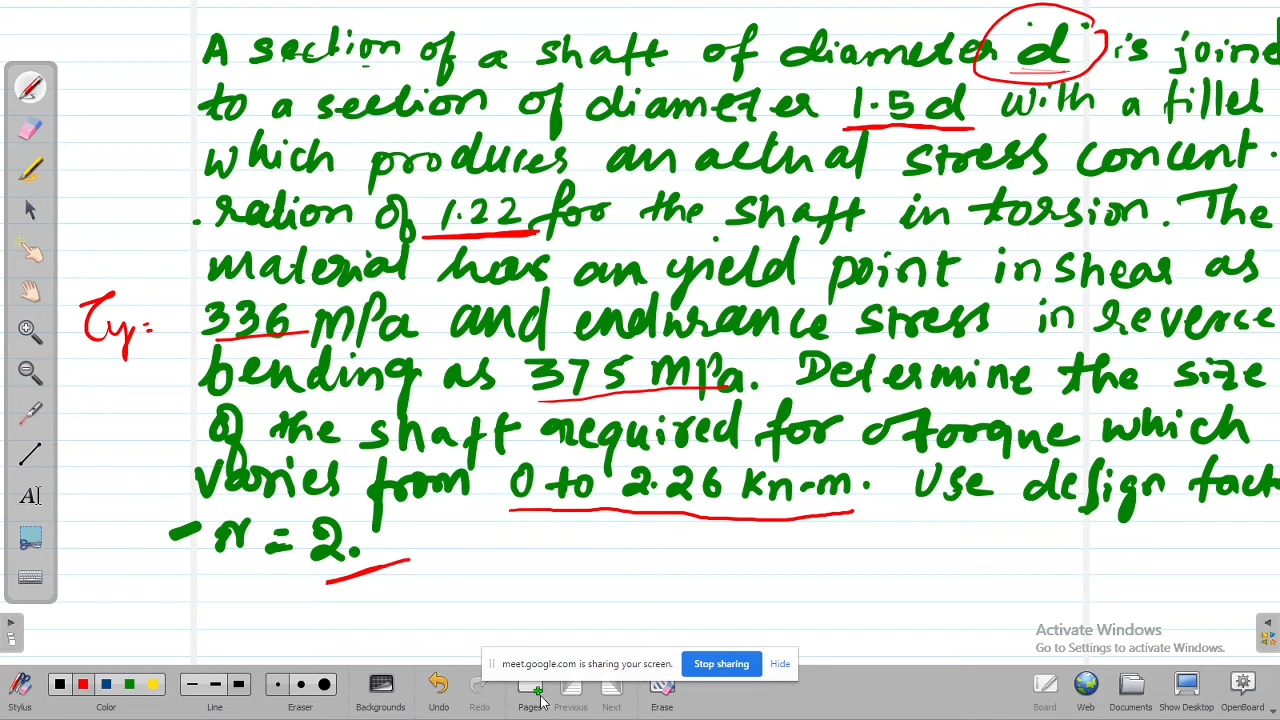 A section of a shaft of diameter "d" is joined
to a section of diameter 1.5 d with a fillet
which produces an actual stress concent.
.ration of 1.22 for the shaft in torsion. The
material has an yield point in shear as
τy= 336 MPa and endurance stress in reverse
bending as 375 MPa. Determine the size
of the shaft required for a Torque which
varies from 0 to 2.26 Kn-m. Use design fact
- n = 2.
Activate Windows
Go to Settings to activate Windows.
meet.google.com is sharing your screen. Stop sharing Hide
Stylus Color Line Eraser Backgrounds Undo Redo Pages Previous Next Erase Board Web Documents Show Desktop OpenBoard